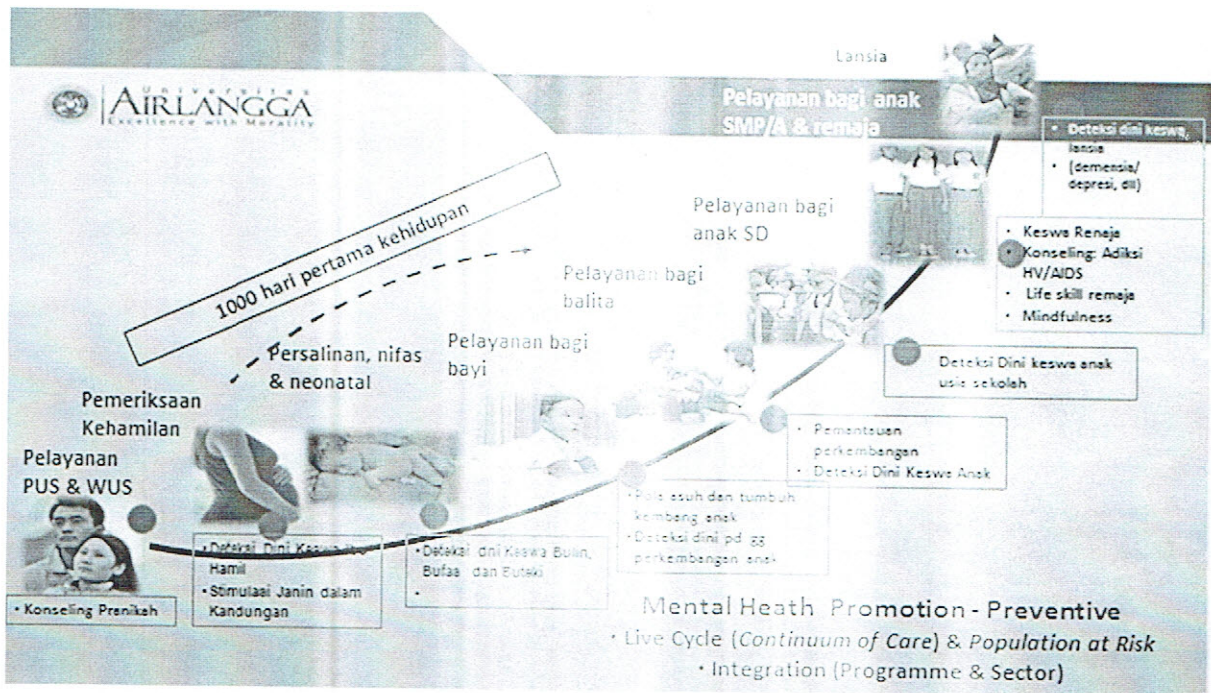 Universitas
AIRLANGGA
Excellence with Morality
1000 hari pertama kehidupan
Pelayanan
PUS & WUS
• Konseling Pranikah
Pemeriksaan
Kehamilan
• Deteksi Dini Keswa
Hamil
• Stimulasi Janin dalam
Kandungan
Persalinan, nifas
& neonatal
• Deteksi dni Keswa Bulin,
Bufas dan Buteki
•
Pelayanan bagi
bayi
• Pola asuh dan tumbuh
kembang anak
• Deteksi dini pd gg
perkembangan anak
Pelayanan bagi
balita
• Pemantauan
perkembangan
• Deteksi Dini Keswa Anak
Pelayanan bagi
anak SD
Deteksi Dini keswa anak
usia sekolah
Pelayanan bagi anak
SMP/A & remaja
• Keswa Remaja
• Konseling: Adiksi
HV/AIDS
• Life skill remaja
• Mindfulness
Lansia
• Deteksi dini keswa,
lansia
• (demensia/
depresi, dll)
Mental Heath Promotion - Preventive
• Live Cycle (Continuum of Care) & Population at Risk
• Integration (Programme & Sector)